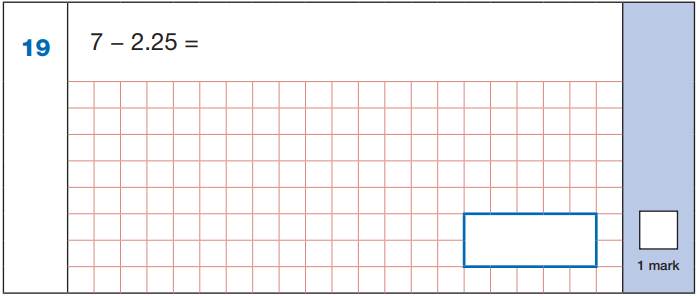 19
7 – 2.25 =
1 mark